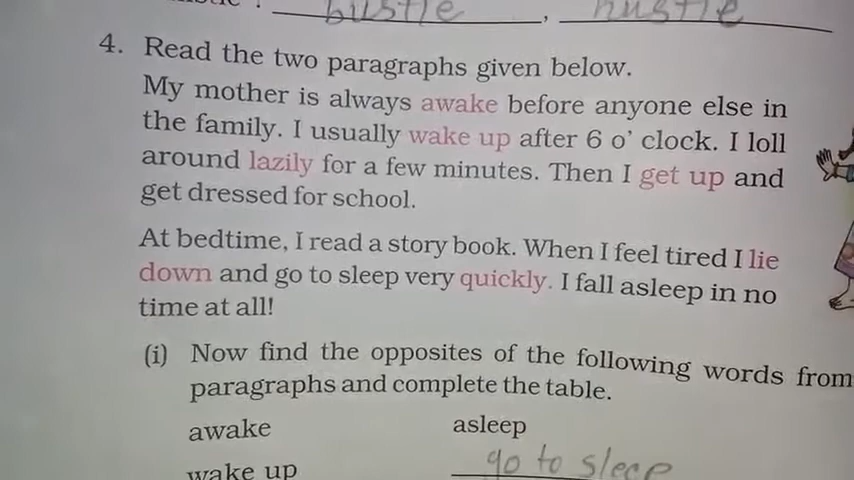 bustle , hustle
4. Read the two paragraphs given below.
My mother is always awake before anyone else in
the family. I usually wake up after 6 o' clock. I loll
around lazily for a few minutes. Then I get up and
get dressed for school.
At bedtime, I read a story book. When I feel tired I lie
down and go to sleep very quickly. I fall asleep in no
time at all!
(i) Now find the opposites of the following words from
paragraphs and complete the table.
awake asleep
wake up go to sleep